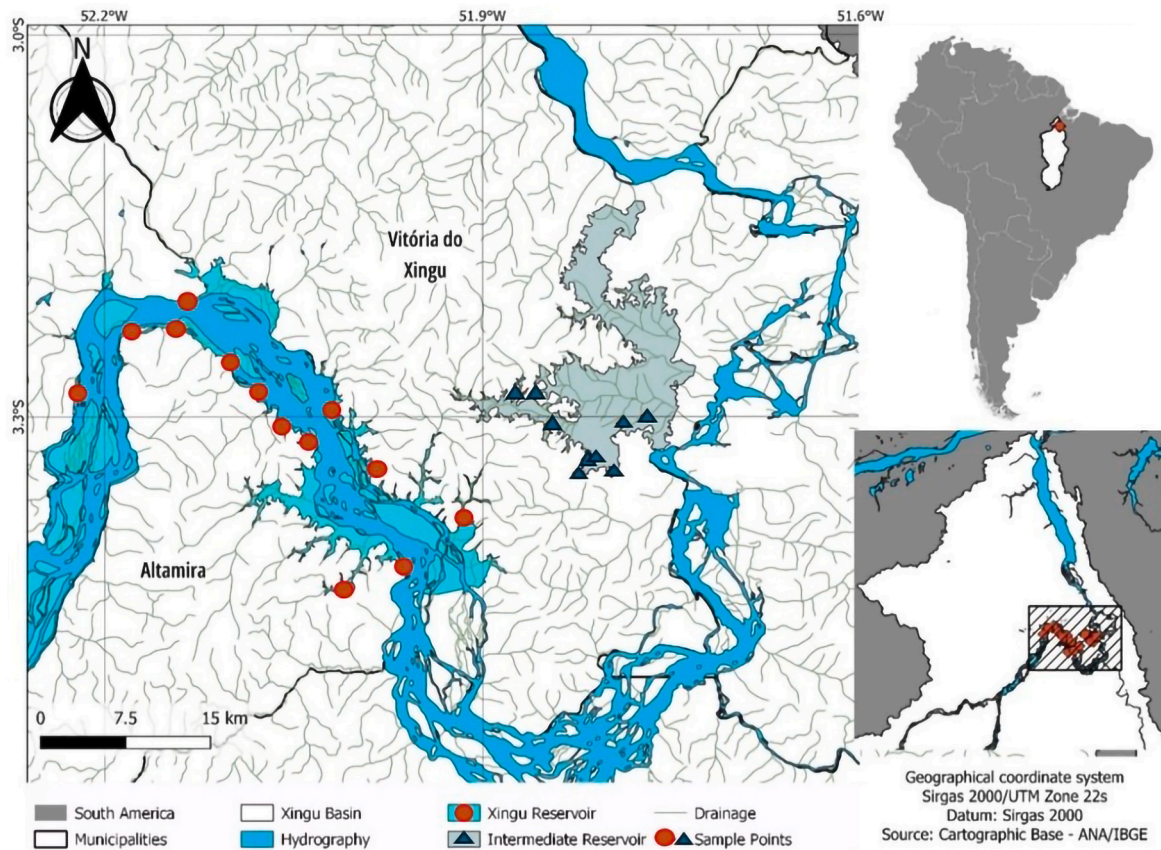 52.2°W 51.9°W 51.6°W
3.0°S
N
Vitória do
Xingu
3.3°S
Altamira
0 7.5 15 km
South America Xingu Basin Xingu Reservoir Drainage
Municipalities Hydrography Intermediate Reservoir Sample Points
Geographical coordinate system
Sirgas 2000/UTM Zone 22s
Datum: Sirgas 2000
Source: Cartographic Base - ANA/IBGE